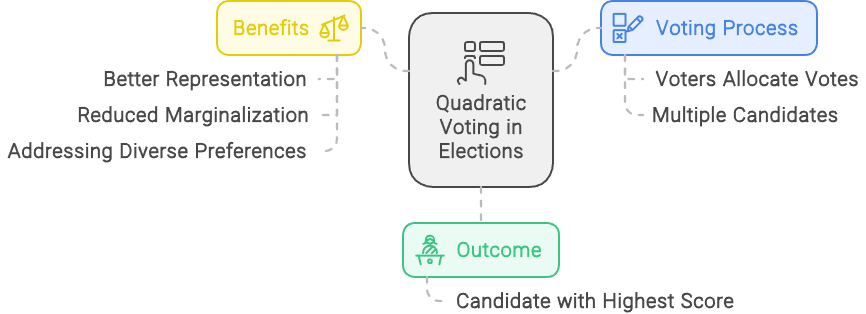 Benefits
Better Representation
Reduced Marginalization
Addressing Diverse Preferences
Quadratic
Voting in
Elections
Voting Process
Voters Allocate Votes
Multiple Candidates
Outcome
Candidate with Highest Score